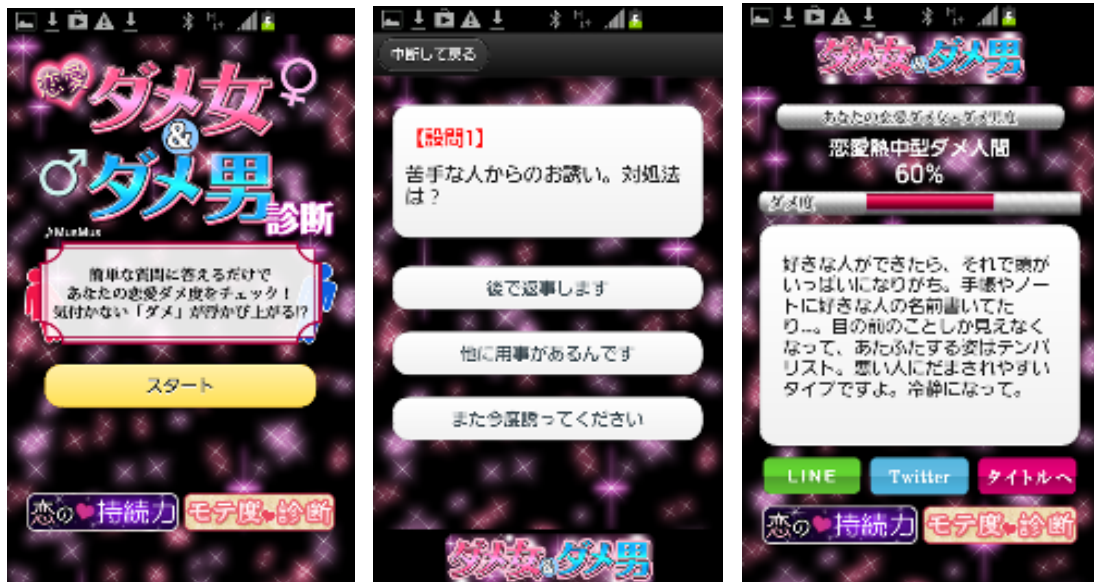 恋愛
ダメ女
&
ダメ男
診断
♪MusMus
簡単な質問に答えるだけで
あなたの恋愛ダメ度をチェック！
気付かない「ダメ」が浮かび上がる!?
スタート
恋の持続力
モテ度診断
中断して戻る
【設問1】
苦手な人からのお誘い。対処法
は？
後で返事します
他に用事があるんです
また今度誘ってください
ダメ女&ダメ男
ダメ女&ダメ男
あなたの恋愛ダメ女・ダメ男度
恋愛熱中型ダメ人間
60%
ダメ度
好きな人ができたら、それで頭が
いっぱいになりがち。手帳やノー
トに好きな人の名前書いてた
り…。目の前のことしか見えなく
なって、あたふたする姿はテンパ
リスト。悪い人にだまされやすい
タイプですよ。冷静になって。
LINE
Twitter
タイトルへ
恋の持続力
モテ度診断